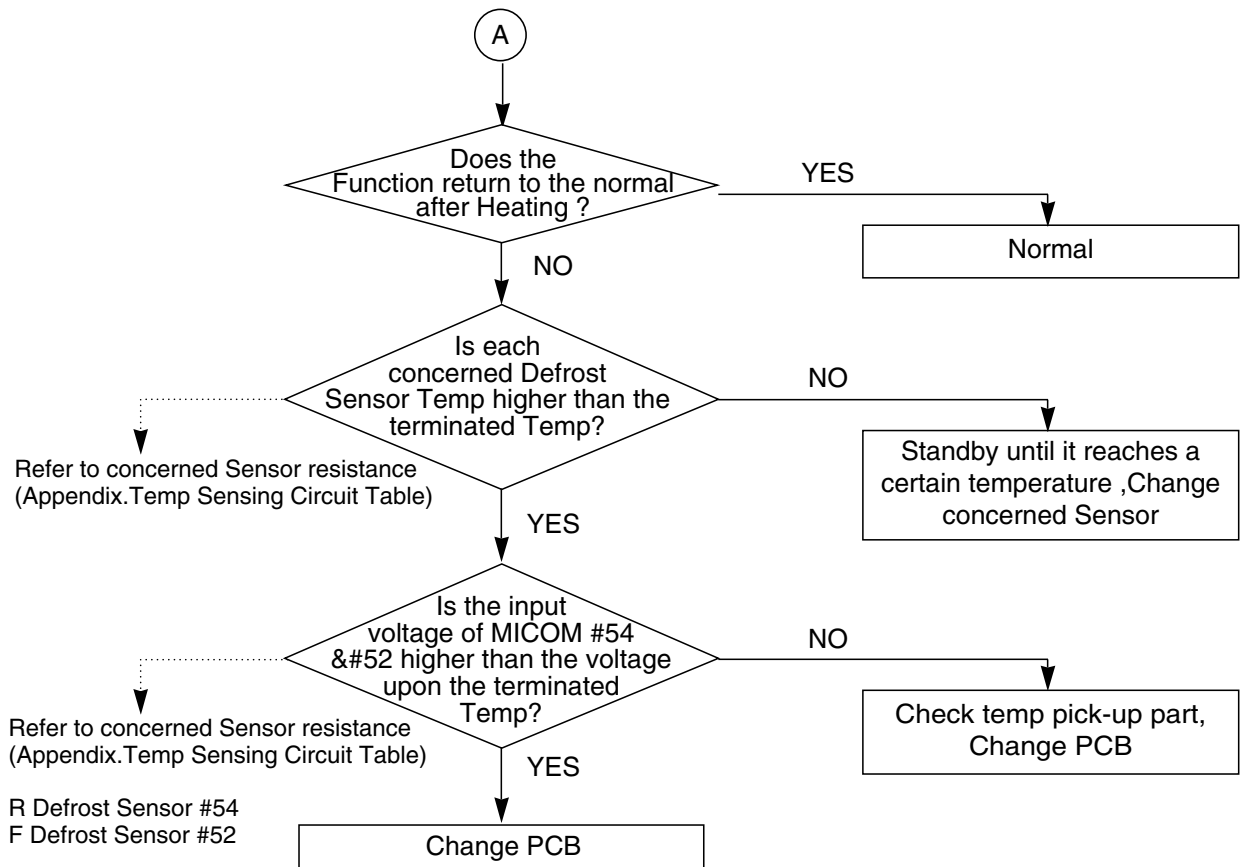 A
Does the
Function return to the normal
after Heating ?
YES
Normal
NO
Is each
concerned Defrost
Sensor Temp higher than the
terminated Temp?
NO
Standby until it reaches a
certain temperature ,Change
concerned Sensor
Refer to concerned Sensor resistance
(Appendix.Temp Sensing Circuit Table)
YES
Is the input
voltage of MICOM #54
&#52 higher than the voltage
upon the terminated
Temp?
NO
Check temp pick-up part,
Change PCB
Refer to concerned Sensor resistance
(Appendix.Temp Sensing Circuit Table)
R Defrost Sensor #54
F Defrost Sensor #52
YES
Change PCB